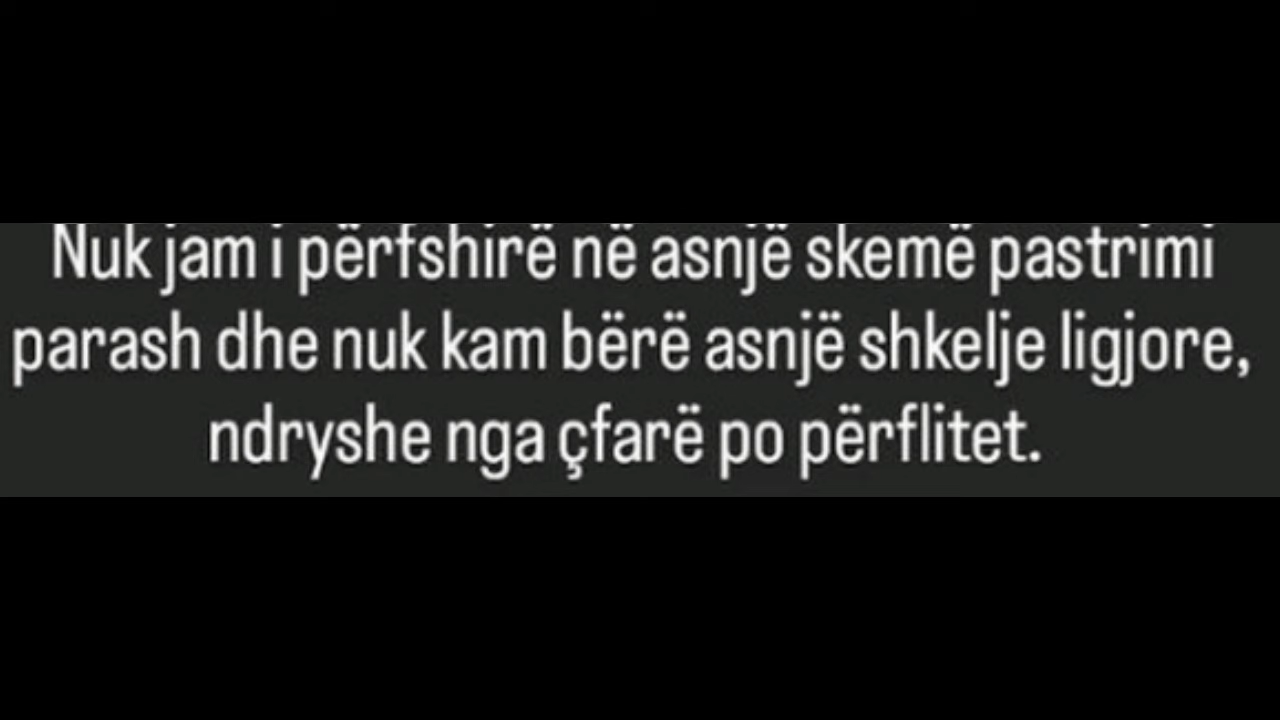 Nuk jam i përfshirë në asnjë skemë pastrimi
parash dhe nuk kam bërë asnjë shkelje ligjore,
ndryshe nga çfarë po përflitet.